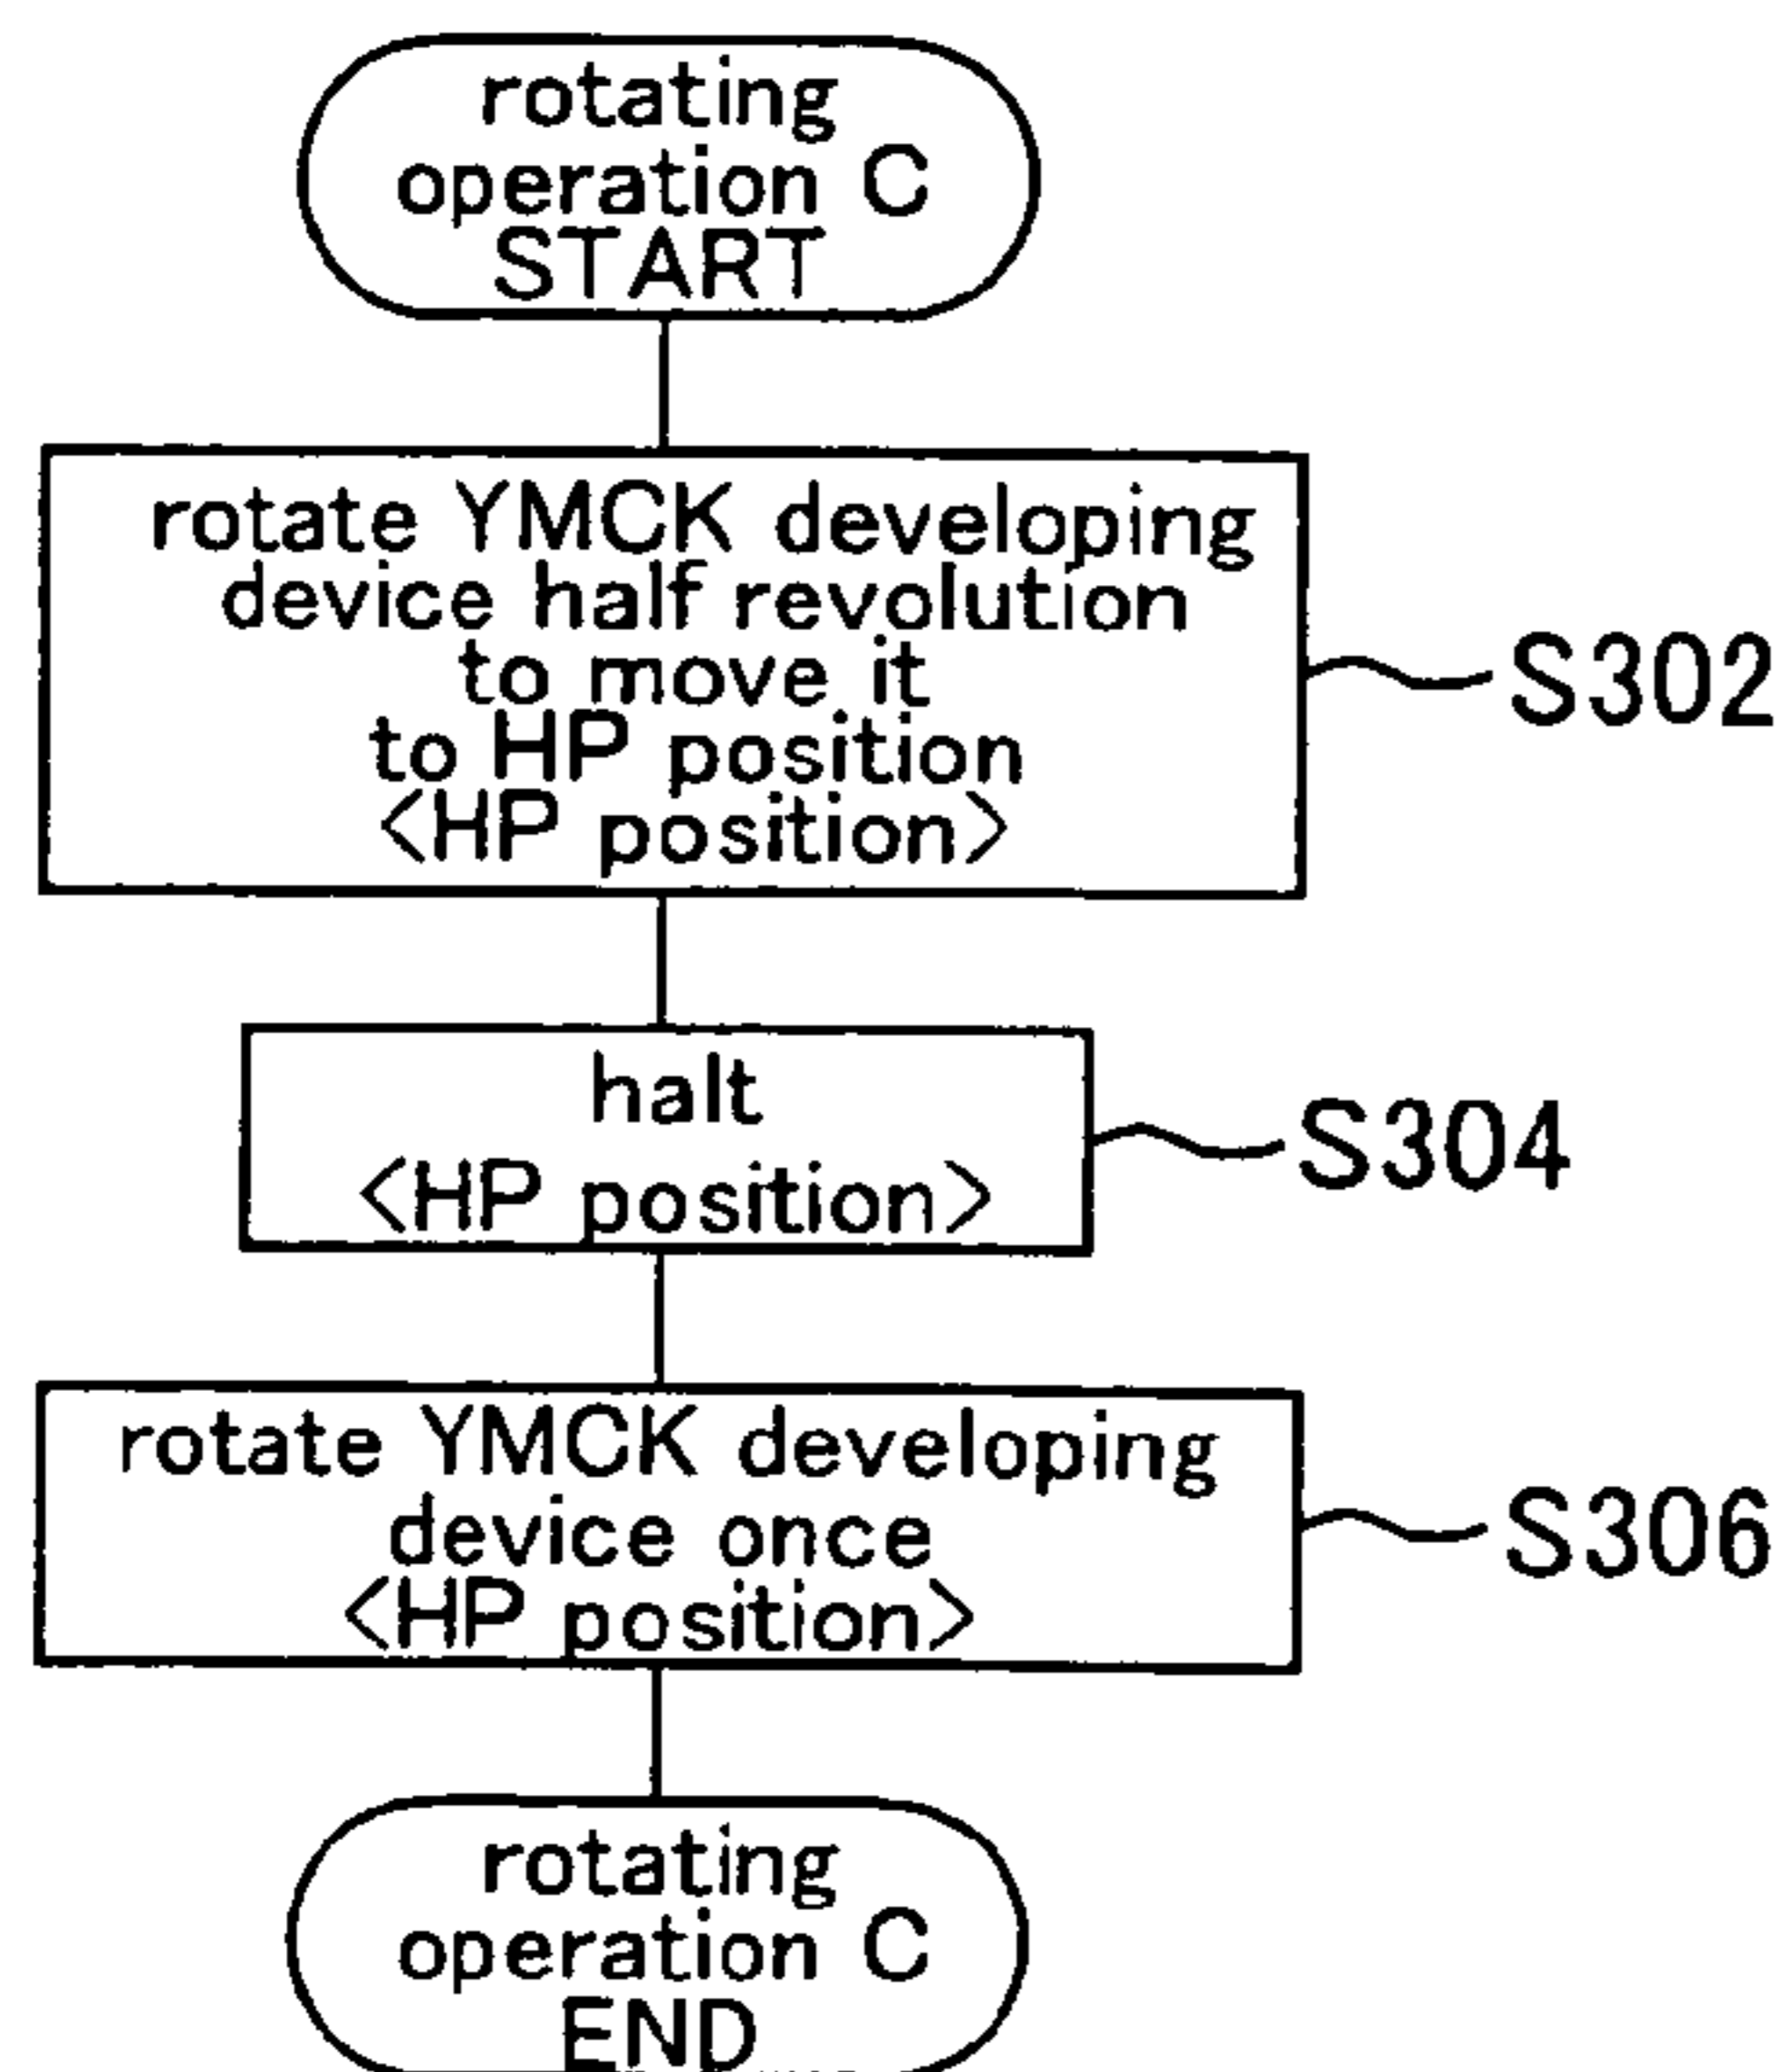 rotating
operation C
START
rotate YMCK developing
device half revolution
to move it
to HP position
<HP position>
S302
halt
<HP position>
S304
rotate YMCK developing
device once
<HP position>
S306
rotating
operation C
END